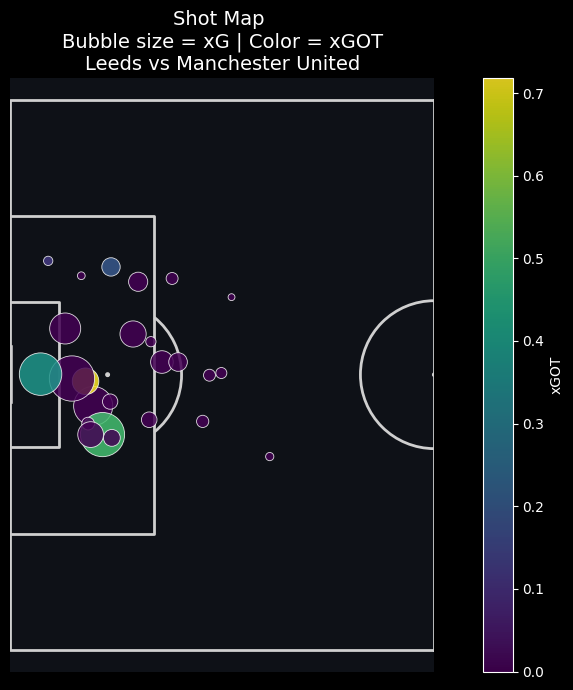 Shot Map
Bubble size = xG | Color = xGOT
Leeds vs Manchester United
0.7
0.6
0.5
0.4
0.3
0.2
0.1
0.0
xGOT